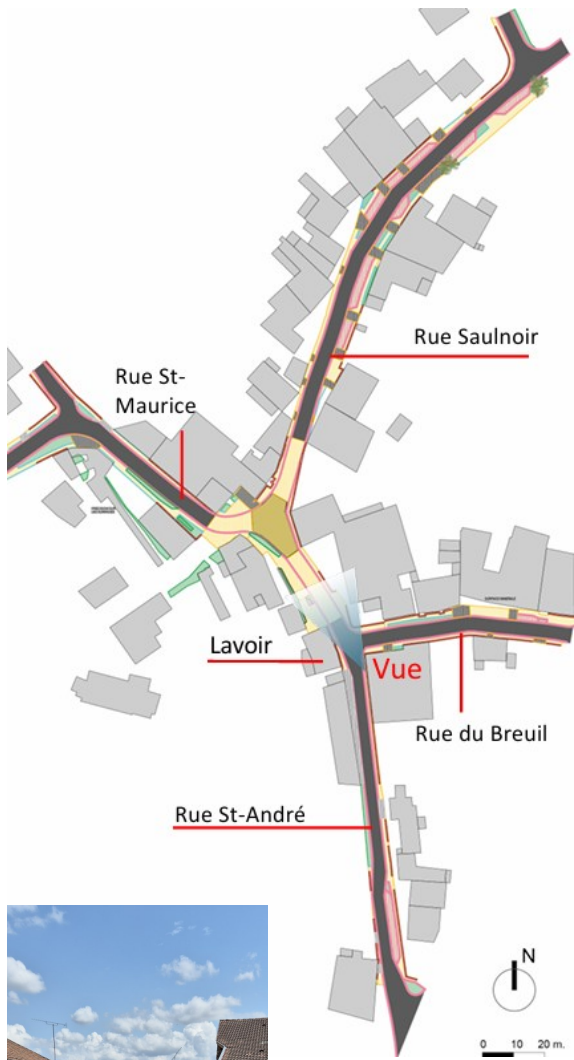 Rue Saulnoir
Rue St-
Maurice
Lavoir
Vue
Rue du Breuil
Rue St-André
N
0 10 20 m.